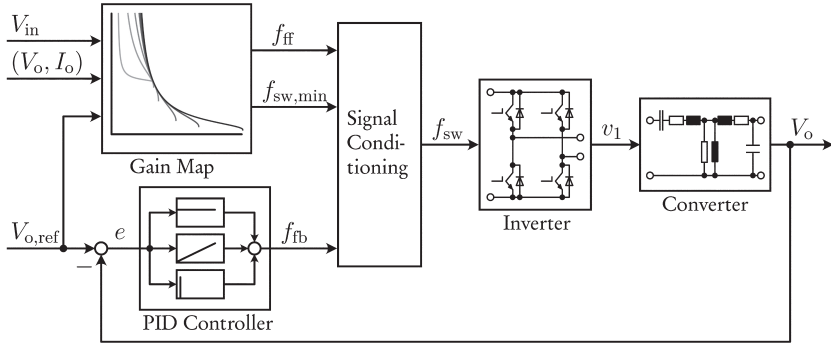 V_in
(V_o, I_o)
f_ff
f_sw,min
Gain Map
Signal
Condi-
tioning
f_sw
v_1
V_o
Inverter
Converter
V_o,ref
−
e
f_fb
PID Controller